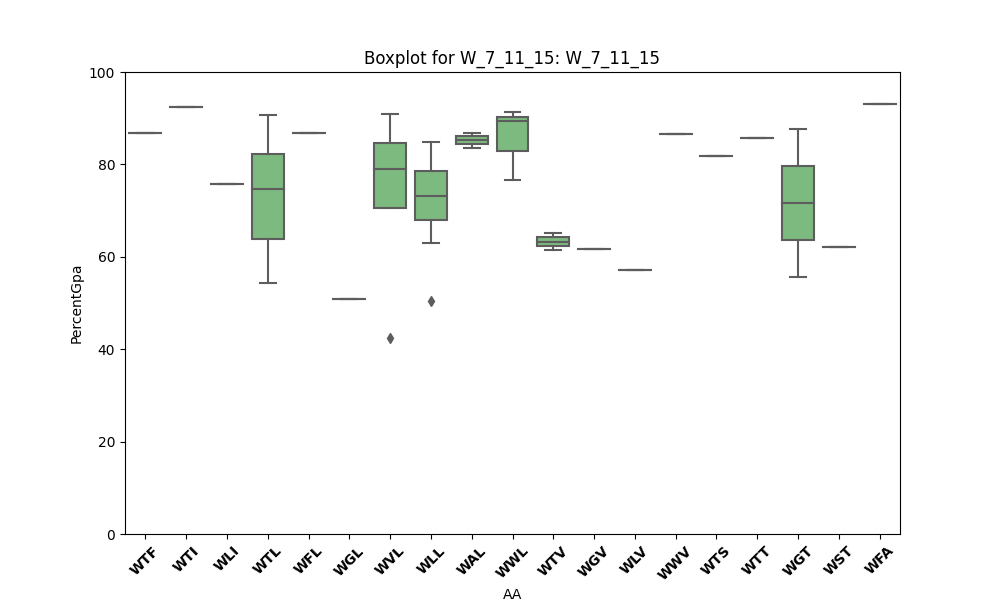 Boxplot for W_7_11_15: W_7_11_15
100
80
60
40
20
0
PercentGpa
WTF WTI WLI WTL WFL WGL WVL WLL WAL WWL WTV WGV WLV WWV WTS WTT WGT WST WFA
AA